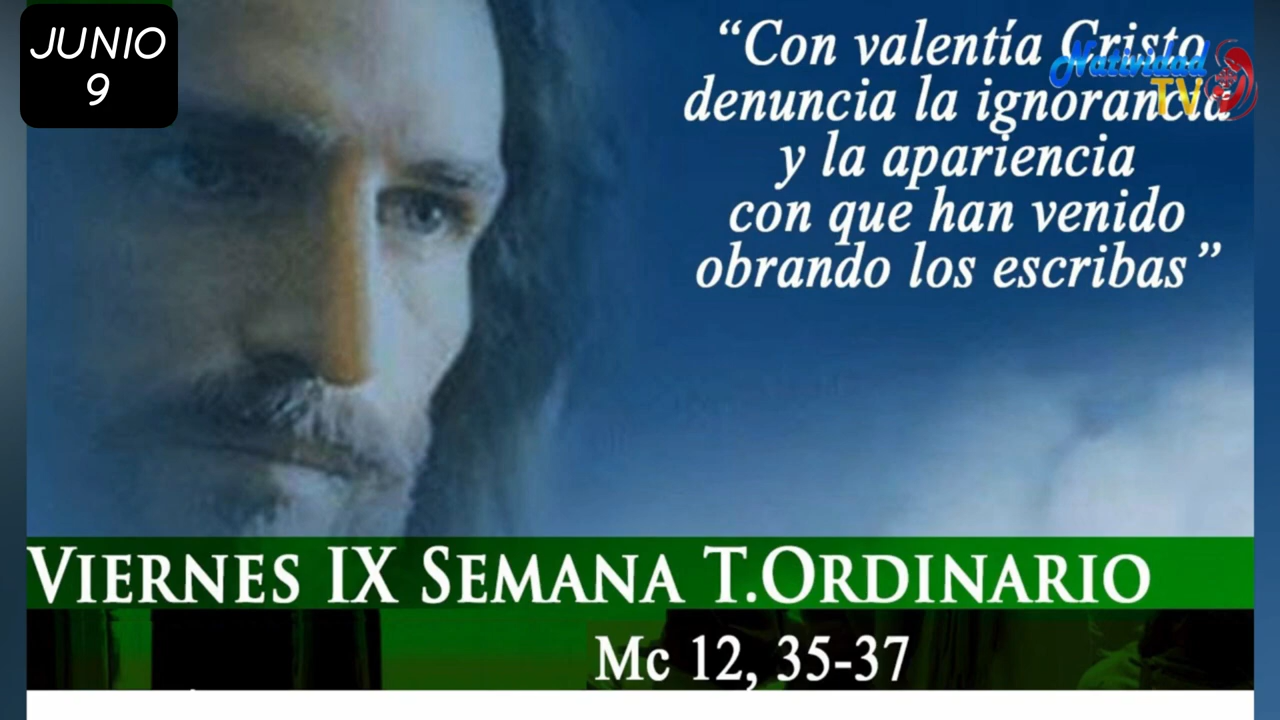 JUNIO
9
“Con valentía Cristo
denuncia la ignorancia
y la apariencia
con que han venido
obrando los escribas”
Natividad
TV
VIERNES IX SEMANA T.ORDINARIO
Mc 12, 35-37